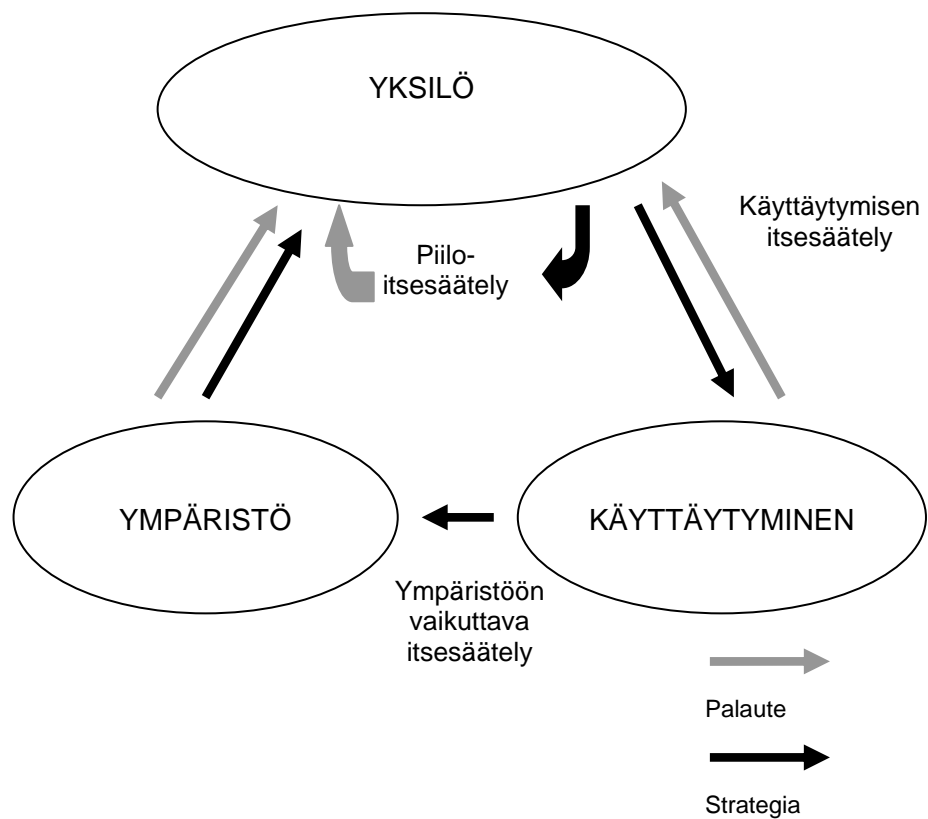 YKSILÖ
Käyttäytymisen
itsesäätely
Piilo-
itsesäätely
YMPÄRISTÖ
KÄYTTÄYTYMINEN
Ympäristöön
vaikuttava
itsesäätely
Palaute
Strategia